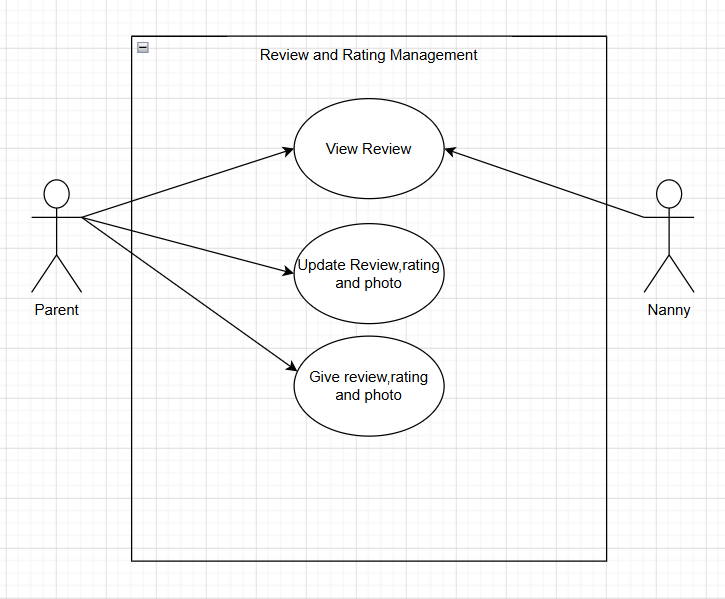 Review and Rating Management
View Review
Update Review,rating
and photo
Give review,rating
and photo
Parent
Nanny